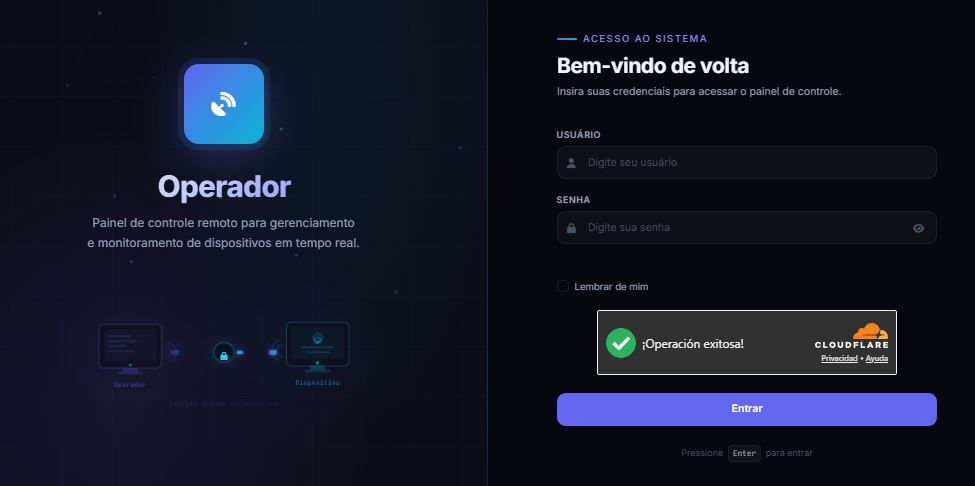 Operador
Painel de controle remoto para gerenciamento
e monitoramento de dispositivos em tempo real.
Operador
Dispositivo
ACESSO AO SISTEMA
Bem-vindo de volta
Insira suas credenciais para acessar o painel de controle.
USUÁRIO
Digite seu usuário
SENHA
Digite sua senha
Lembrar de mim
¡Operación exitosa!
CLOUDFLARE
Privacidad • Ayuda
Entrar
Pressione Enter para entrar